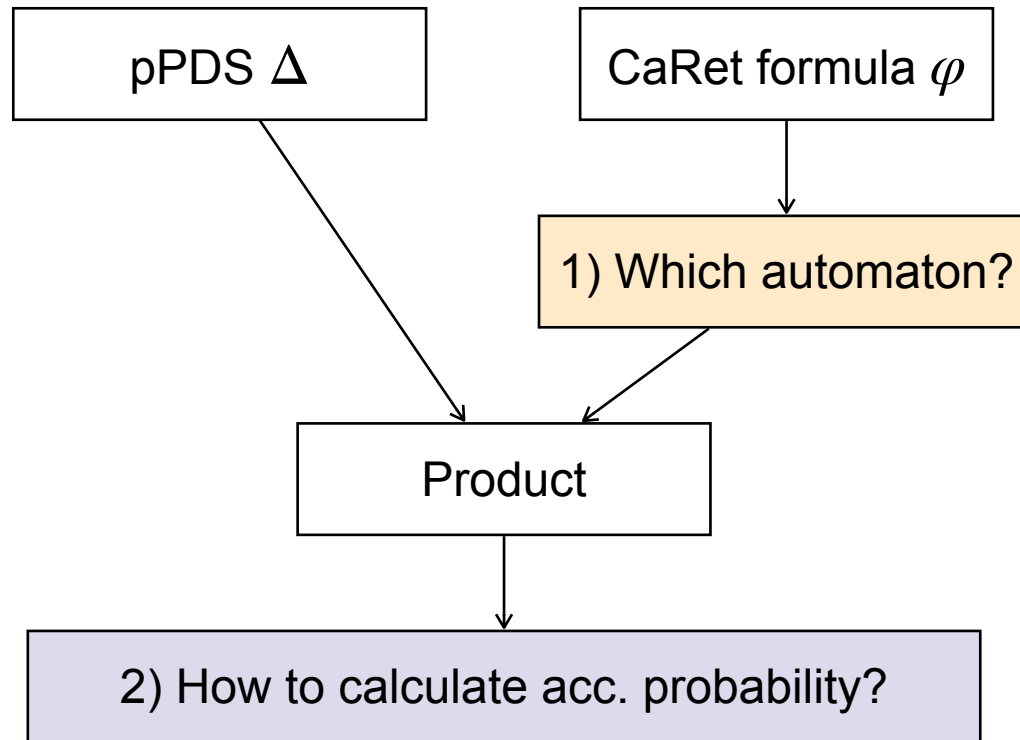 pPDS Δ
CaRet formula φ
1) Which automaton?
Product
2) How to calculate acc. probability?